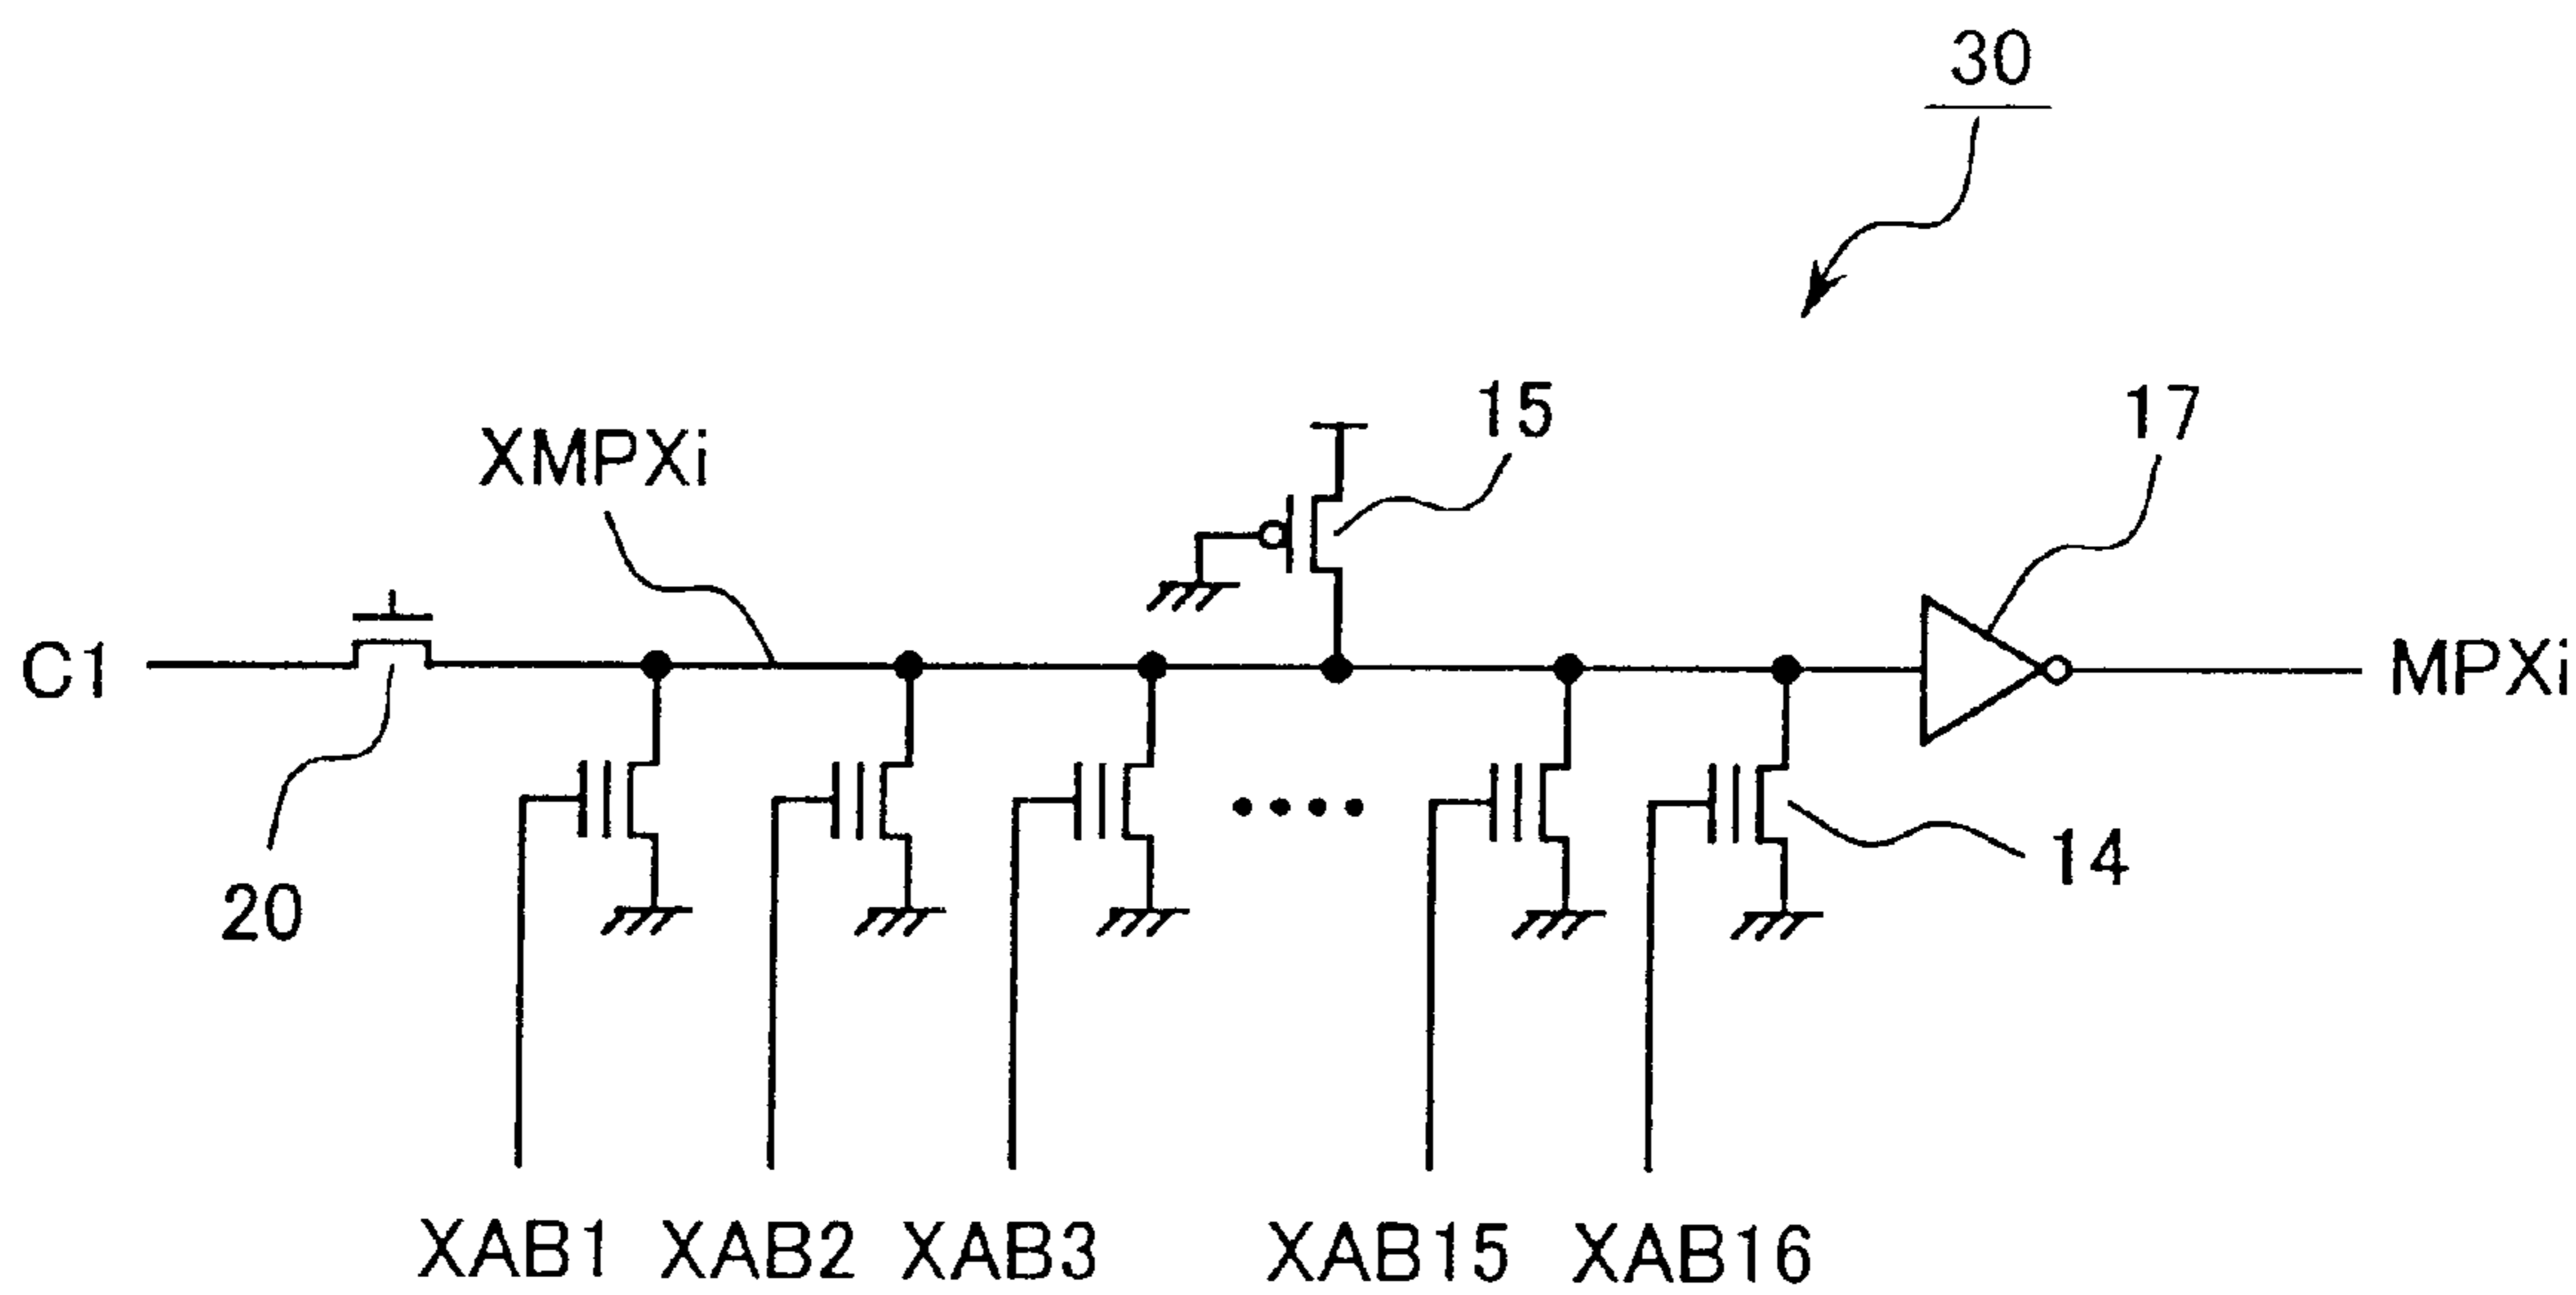 30
15
17
XMPXi
C1
MPXi
20
14
XAB1 XAB2 XAB3 XAB15 XAB16